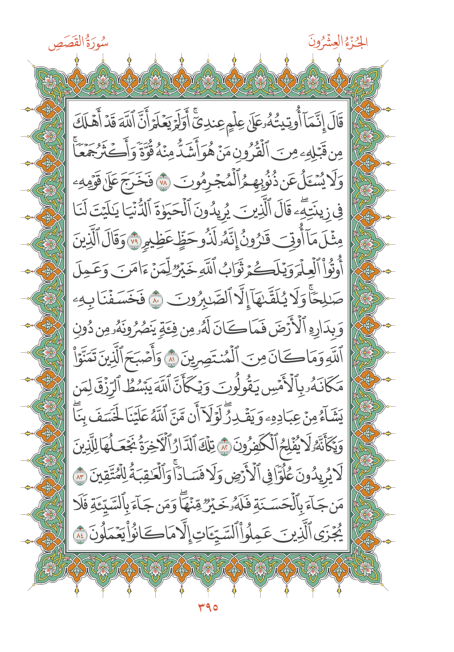 سُورَةُ القَصَصِ
الجُزْءُ العِشْرُونَ
قَالَ إِنَّمَآ أُوتِيتُهُۥ عَلَىٰ عِلْمٍ عِندِيٓۚ أَوَلَمْ يَعْلَمْ أَنَّ ٱللَّهَ قَدْ أَهْلَكَ
مِن قَبْلِهِۦ مِنَ ٱلْقُرُونِ مَنْ هُوَ أَشَدُّ مِنْهُ قُوَّةً وَأَكْثَرُ جَمْعًاۚ
وَلَا يُسْـَٔلُ عَن ذُنُوبِهِمُ ٱلْمُجْرِمُونَ ٧٨ فَخَرَجَ عَلَىٰ قَوْمِهِۦ
فِي زِينَتِهِۦۖ قَالَ ٱلَّذِينَ يُرِيدُونَ ٱلْحَيَوٰةَ ٱلدُّنْيَا يَـٰلَيْتَ لَنَا
مِثْلَ مَآ أُوتِيَ قَـٰرُونُ إِنَّهُۥ لَذُو حَظٍّ عَظِيمٍ ٧٩ وَقَالَ ٱلَّذِينَ
أُوتُوا۟ ٱلْعِلْمَ وَيْلَكُمْ ثَوَابُ ٱللَّهِ خَيْرٌ لِّمَنْ ءَامَنَ وَعَمِلَ
صَـٰلِحًاۚ وَلَا يُلَقَّىٰهَآ إِلَّا ٱلصَّـٰبِرُونَ ٨٠ فَخَسَفْنَا بِهِۦ
وَبِدَارِهِ ٱلْأَرْضَ فَمَا كَانَ لَهُۥ مِن فِئَةٍ يَنصُرُونَهُۥ مِن دُونِ
ٱللَّهِ وَمَا كَانَ مِنَ ٱلْمُنتَصِرِينَ ٨١ وَأَصْبَحَ ٱلَّذِينَ تَمَنَّوْا۟
مَكَانَهُۥ بِٱلْأَمْسِ يَقُولُونَ وَيْكَأَنَّ ٱللَّهَ يَبْسُطُ ٱلرِّزْقَ لِمَن
يَشَآءُ مِنْ عِبَادِهِۦ وَيَقْدِرُۖ لَوْلَآ أَن مَّنَّ ٱللَّهُ عَلَيْنَا لَخَسَفَ بِنَاۖ
وَيْكَأَنَّهُۥ لَا يُفْلِحُ ٱلْكَـٰفِرُونَ ٨٢ تِلْكَ ٱلدَّارُ ٱلْـَٔاخِرَةُ نَجْعَلُهَا لِلَّذِينَ
لَا يُرِيدُونَ عُلُوًّا فِي ٱلْأَرْضِ وَلَا فَسَادًاۚ وَٱلْعَـٰقِبَةُ لِلْمُتَّقِينَ ٨٣
مَن جَآءَ بِٱلْحَسَنَةِ فَلَهُۥ خَيْرٌ مِّنْهَاۖ وَمَن جَآءَ بِٱلسَّيِّئَةِ فَلَا
يُجْزَى ٱلَّذِينَ عَمِلُوا۟ ٱلسَّيِّـَٔاتِ إِلَّا مَا كَانُوا۟ يَعْمَلُونَ ٨٤
٣٩٥